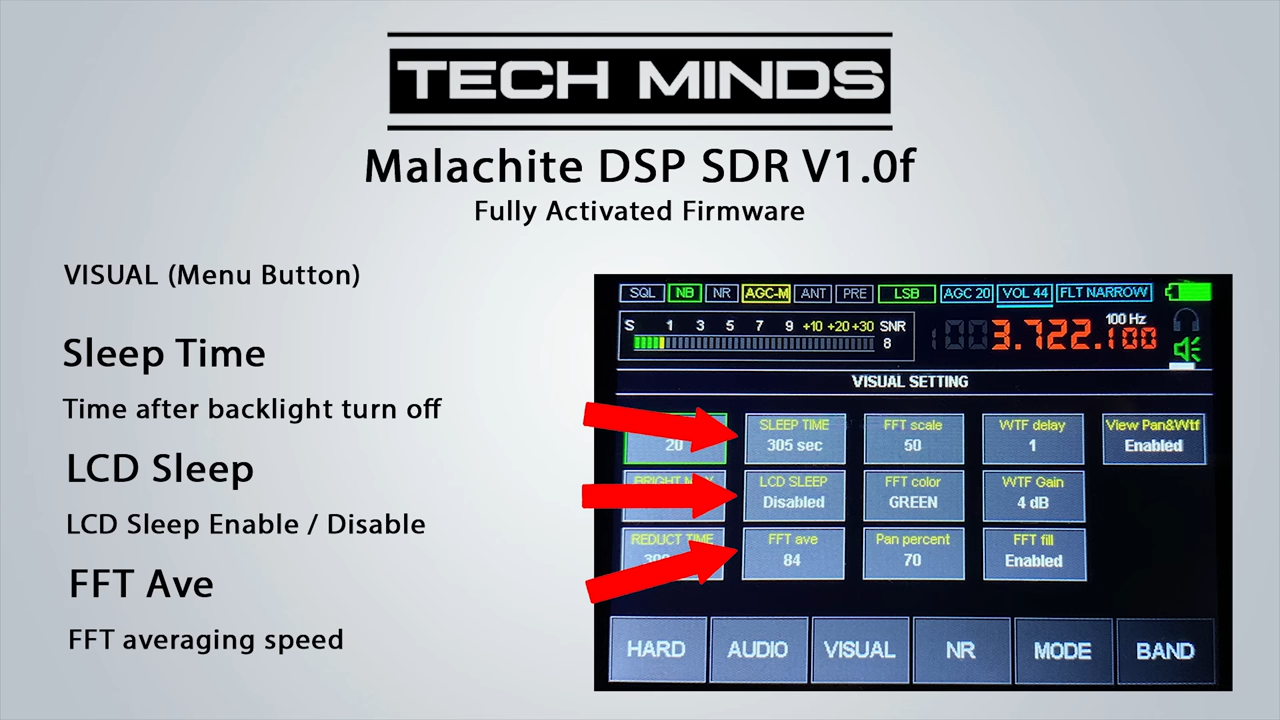 TECH MINDS
Malachite DSP SDR V1.0f
Fully Activated Firmware
VISUAL (Menu Button)
Sleep Time
Time after backlight turn off
LCD Sleep
LCD Sleep Enable / Disable
FFT Ave
FFT averaging speed
SQL NB NR AGC-M ANT PRE LSB AGC 20 VOL 44 FLT NARROW
S 1 3 5 7 9 +10 +20 +30 SNR
8
100 Hz
3.722.100
VISUAL SETTING
20
SLEEP TIME
305 sec
FFT scale
50
WTF delay
1
View Pan&Wtf
Enabled
LCD SLEEP
Disabled
FFT color
GREEN
WTF Gain
4 dB
REDUCT TIME
FFT ave
84
Pan percent
70
FFT fill
Enabled
HARD AUDIO VISUAL NR MODE BAND